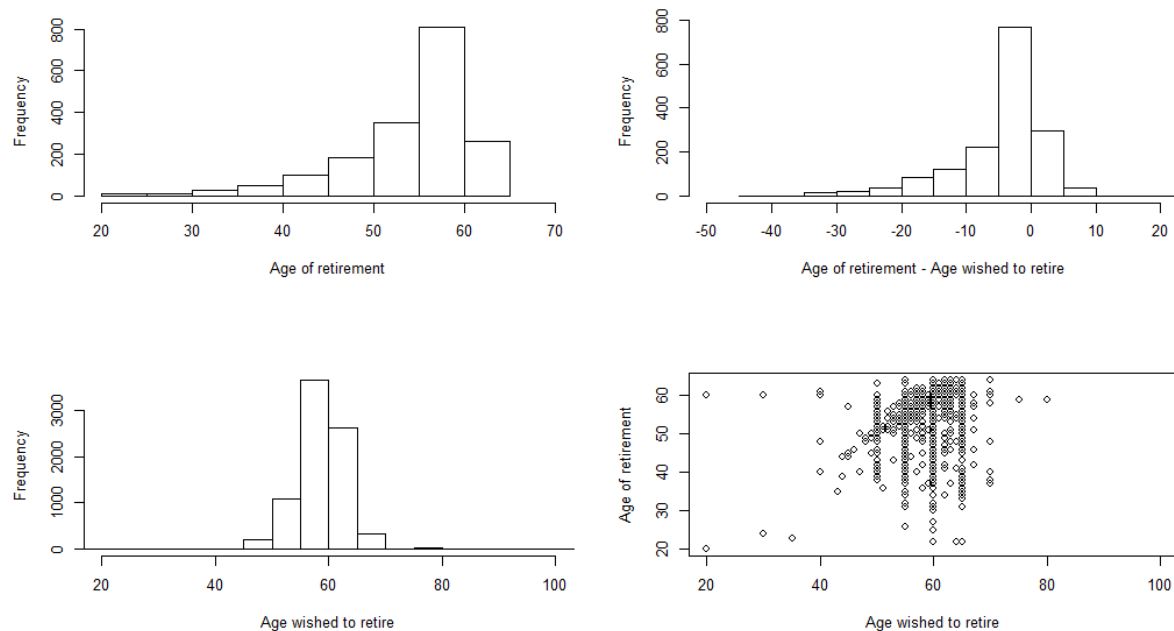 Frequency
0 200 400 600 800
20 30 40 50 60 70
Age of retirement
Frequency
0 200 400 600 800
-50 -40 -30 -20 -10 0 10 20
Age of retirement - Age wished to retire
Frequency
0 1000 2000 3000
20 40 60 80 100
Age wished to retire
Age of retirement
20 30 40 50 60
20 40 60 80 100
Age wished to retire